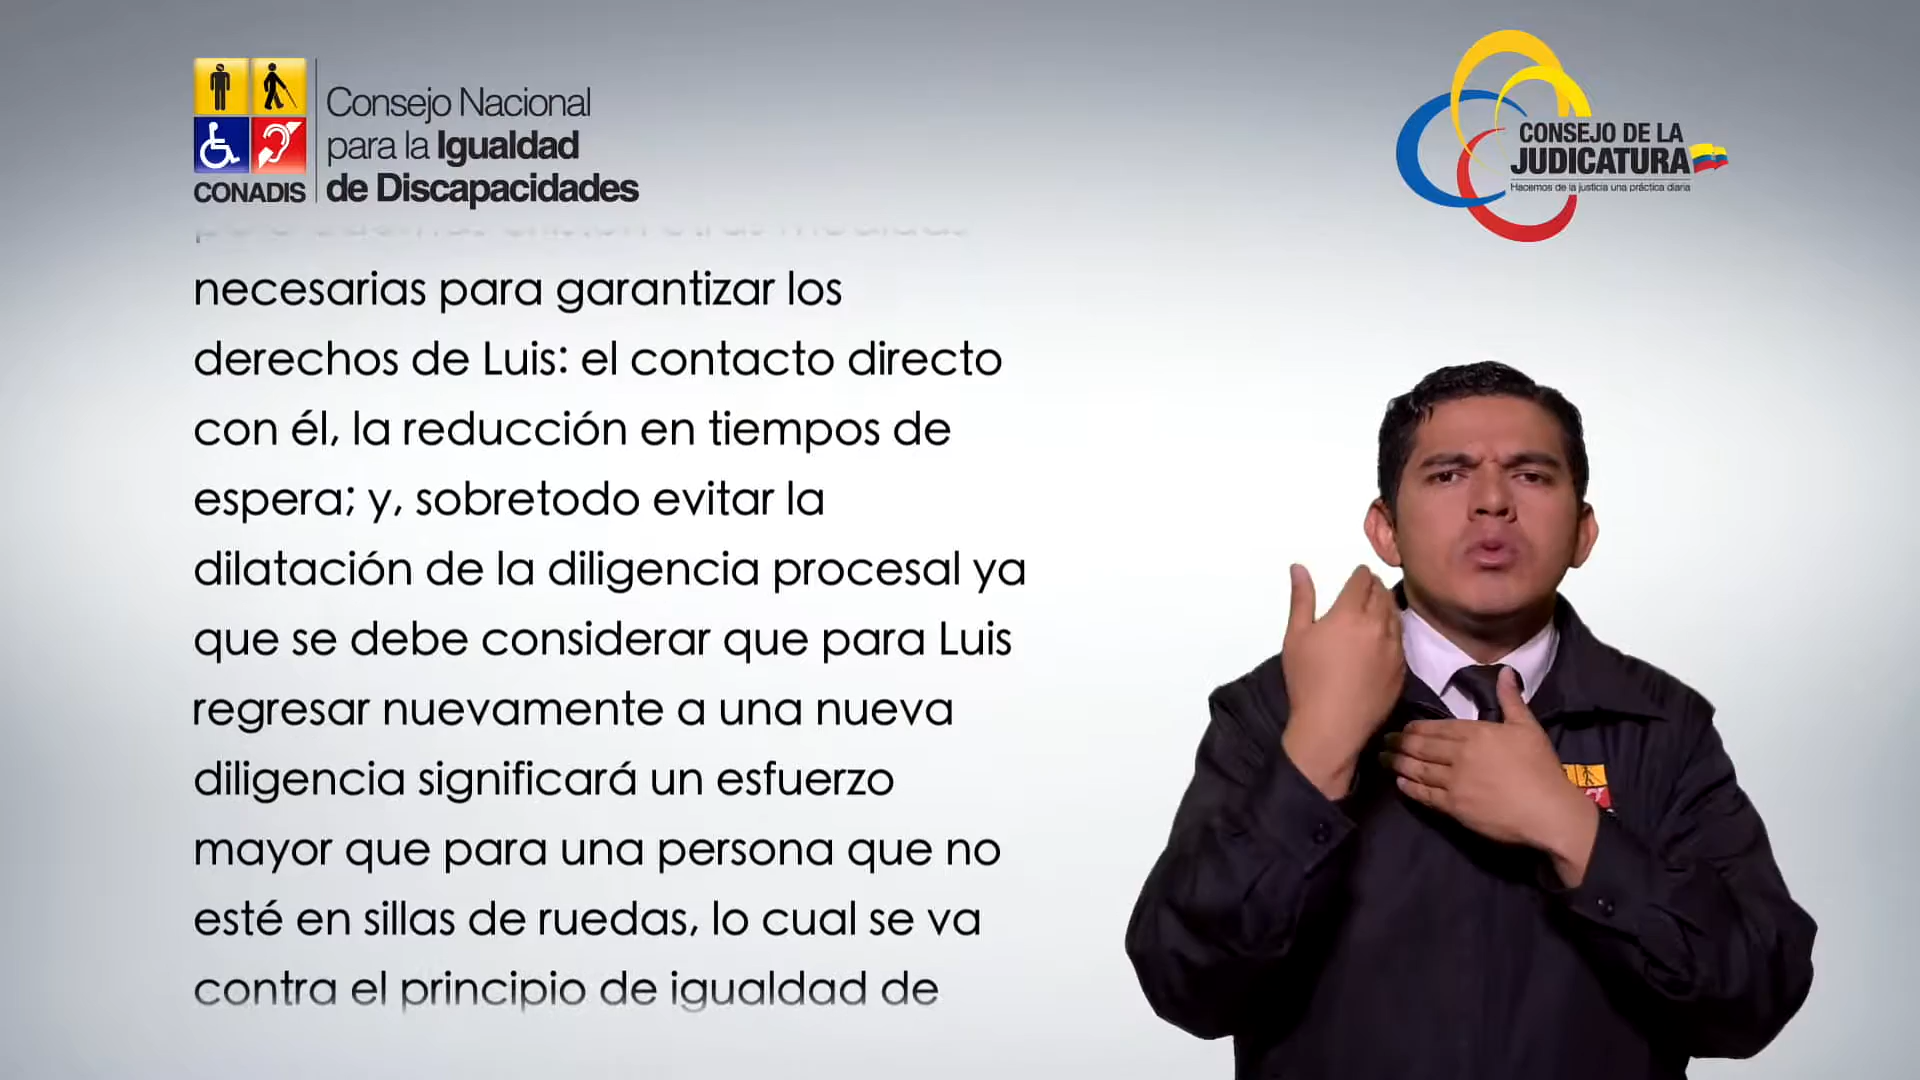 Consejo Nacional
para la Igualdad
de Discapacidades
CONADIS
CONSEJO DE LA
JUDICATURA
Hacemos de la justicia una práctica diaria
necesarias para garantizar los
derechos de Luis: el contacto directo
con él, la reducción en tiempos de
espera; y, sobretodo evitar la
dilatación de la diligencia procesal ya
que se debe considerar que para Luis
regresar nuevamente a una nueva
diligencia significará un esfuerzo
mayor que para una persona que no
esté en sillas de ruedas, lo cual se va
contra el principio de igualdad de